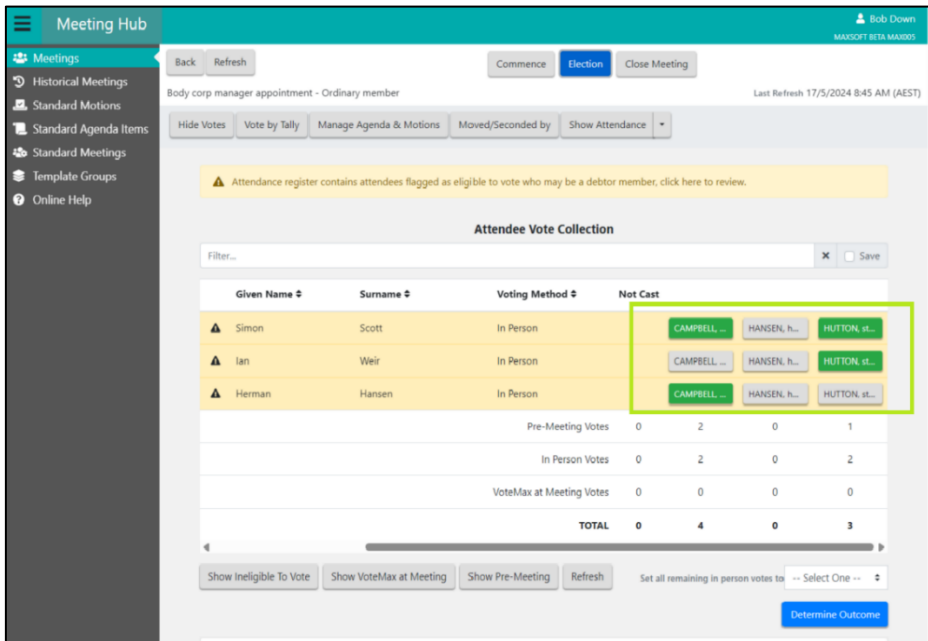 Meeting Hub
Bob Down
MAXSOFT BETA MAX005
Meetings
Historical Meetings
Standard Motions
Standard Agenda Items
Standard Meetings
Template Groups
Online Help
Back Refresh Commence Election Close Meeting
Body corp manager appointment - Ordinary member Last Refresh 17/5/2024 8:45 AM (AEST)
Hide Votes Vote by Tally Manage Agenda & Motions Moved/Seconded by Show Attendance
Attendance register contains attendees flagged as eligible to vote who may be a debtor member, click here to review.
Attendee Vote Collection
Filter... Save
Given Name Surname Voting Method Not Cast
Simon Scott In Person CAMPBELL, ... HANSEN, h... HUTTON, st...
Ian Weir In Person CAMPBELL, ... HANSEN, h... HUTTON, st...
Herman Hansen In Person CAMPBELL, ... HANSEN, h... HUTTON, st...
Pre-Meeting Votes 0 2 0 1
In Person Votes 0 2 0 2
VoteMax at Meeting Votes 0 0 0 0
TOTAL 0 4 0 3
Show Ineligible To Vote Show VoteMax at Meeting Show Pre-Meeting Refresh Set all remaining in person votes to -- Select One --
Determine Outcome